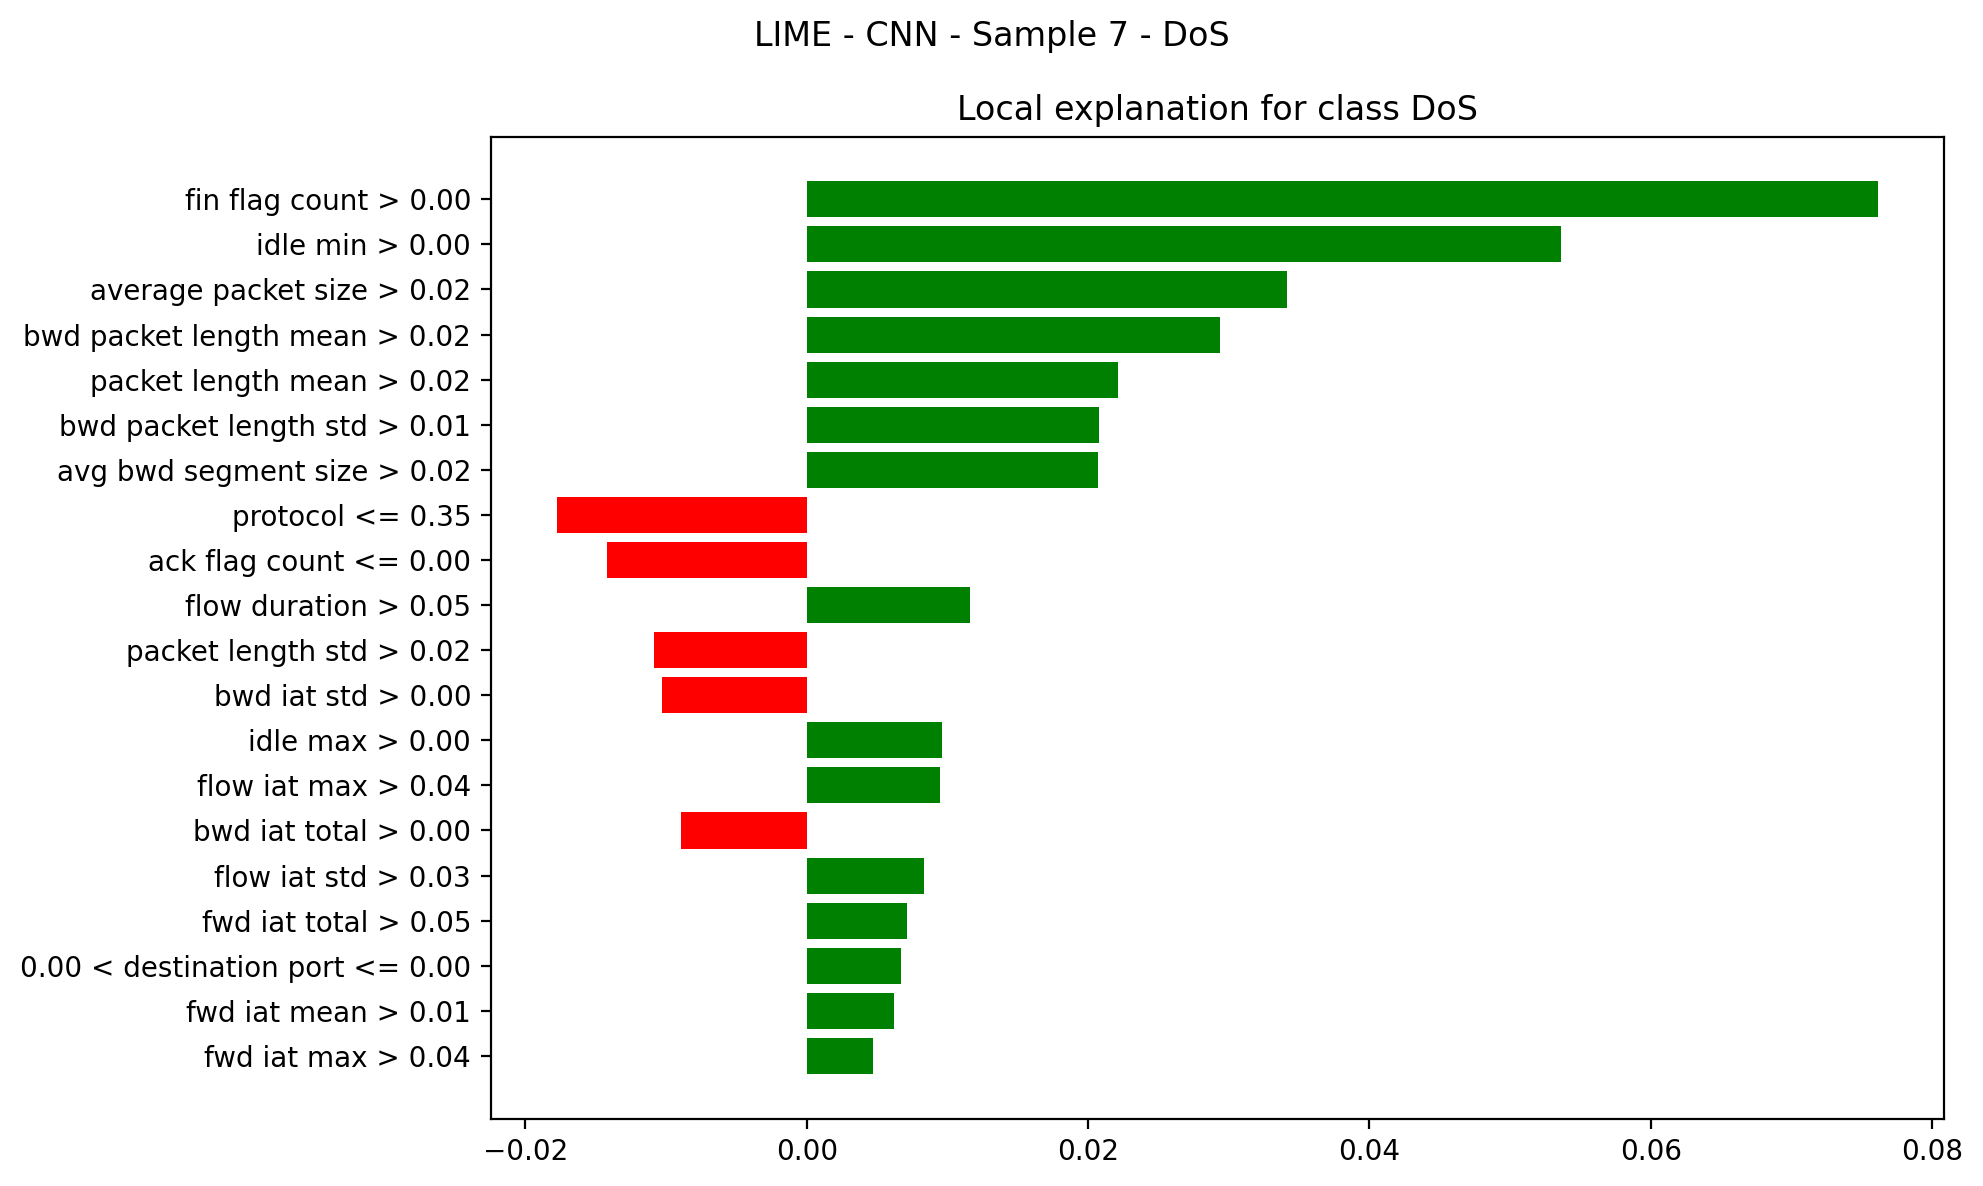 LIME - CNN - Sample 7 - DoS
Local explanation for class DoS
fin flag count > 0.00
idle min > 0.00
average packet size > 0.02
bwd packet length mean > 0.02
packet length mean > 0.02
bwd packet length std > 0.01
avg bwd segment size > 0.02
protocol <= 0.35
ack flag count <= 0.00
flow duration > 0.05
packet length std > 0.02
bwd iat std > 0.00
idle max > 0.00
flow iat max > 0.04
bwd iat total > 0.00
flow iat std > 0.03
fwd iat total > 0.05
0.00 < destination port <= 0.00
fwd iat mean > 0.01
fwd iat max > 0.04
−0.02 0.00 0.02 0.04 0.06 0.08